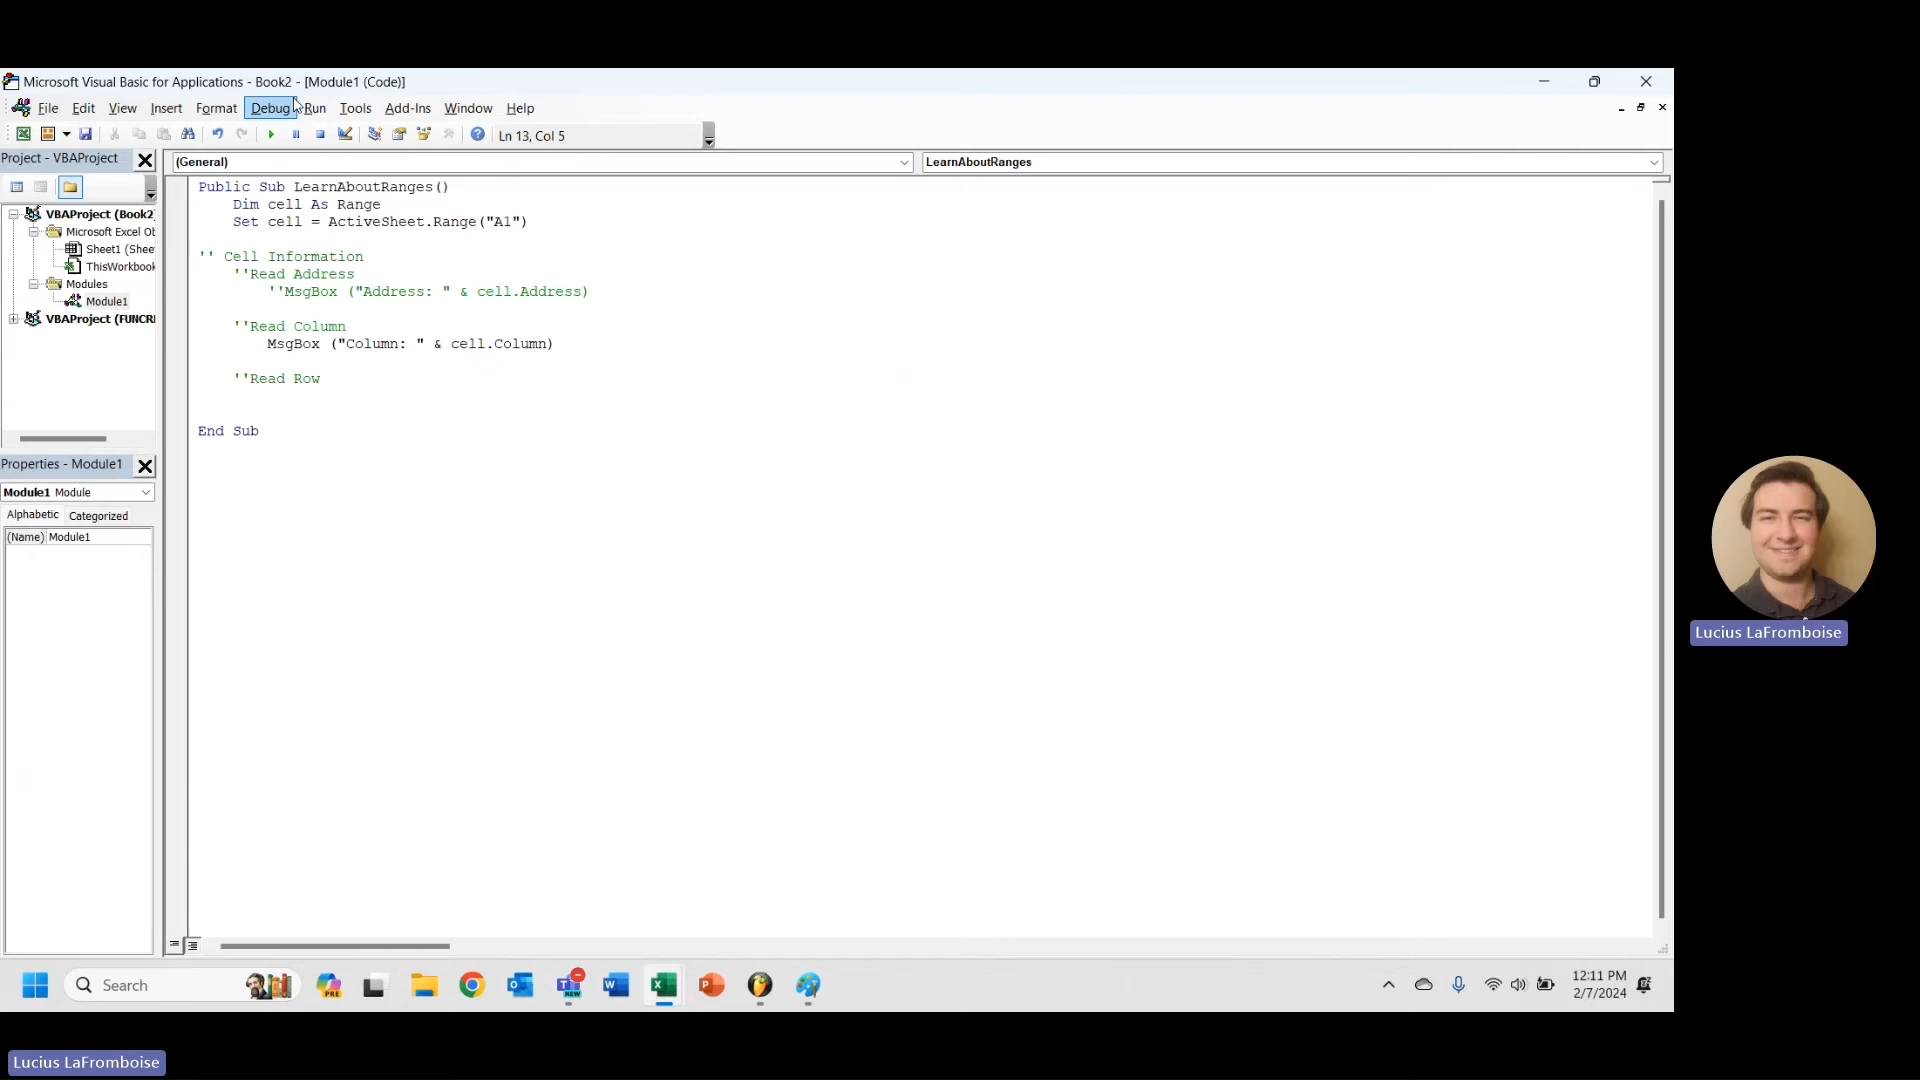 Microsoft Visual Basic for Applications - Book2 - [Module1 (Code)]
File Edit View Insert Format Debug Run Tools Add-Ins Window Help
Ln 13, Col 5
Project - VBAProject
(General)
LearnAboutRanges
VBAProject (Book2
Microsoft Excel Ob
Sheet1 (Shee
ThisWorkbook
Modules
Module1
VBAProject (FUNCRI
Properties - Module1
Module1 Module
Alphabetic Categorized
(Name) Module1
Public Sub LearnAboutRanges()
Dim cell As Range
Set cell = ActiveSheet.Range("A1")
'' Cell Information
''Read Address
''MsgBox ("Address: " & cell.Address)
''Read Column
MsgBox ("Column: " & cell.Column)
''Read Row
End Sub
Lucius LaFromboise
Search
PRE
NEW
12:11 PM
2/7/2024
Lucius LaFromboise